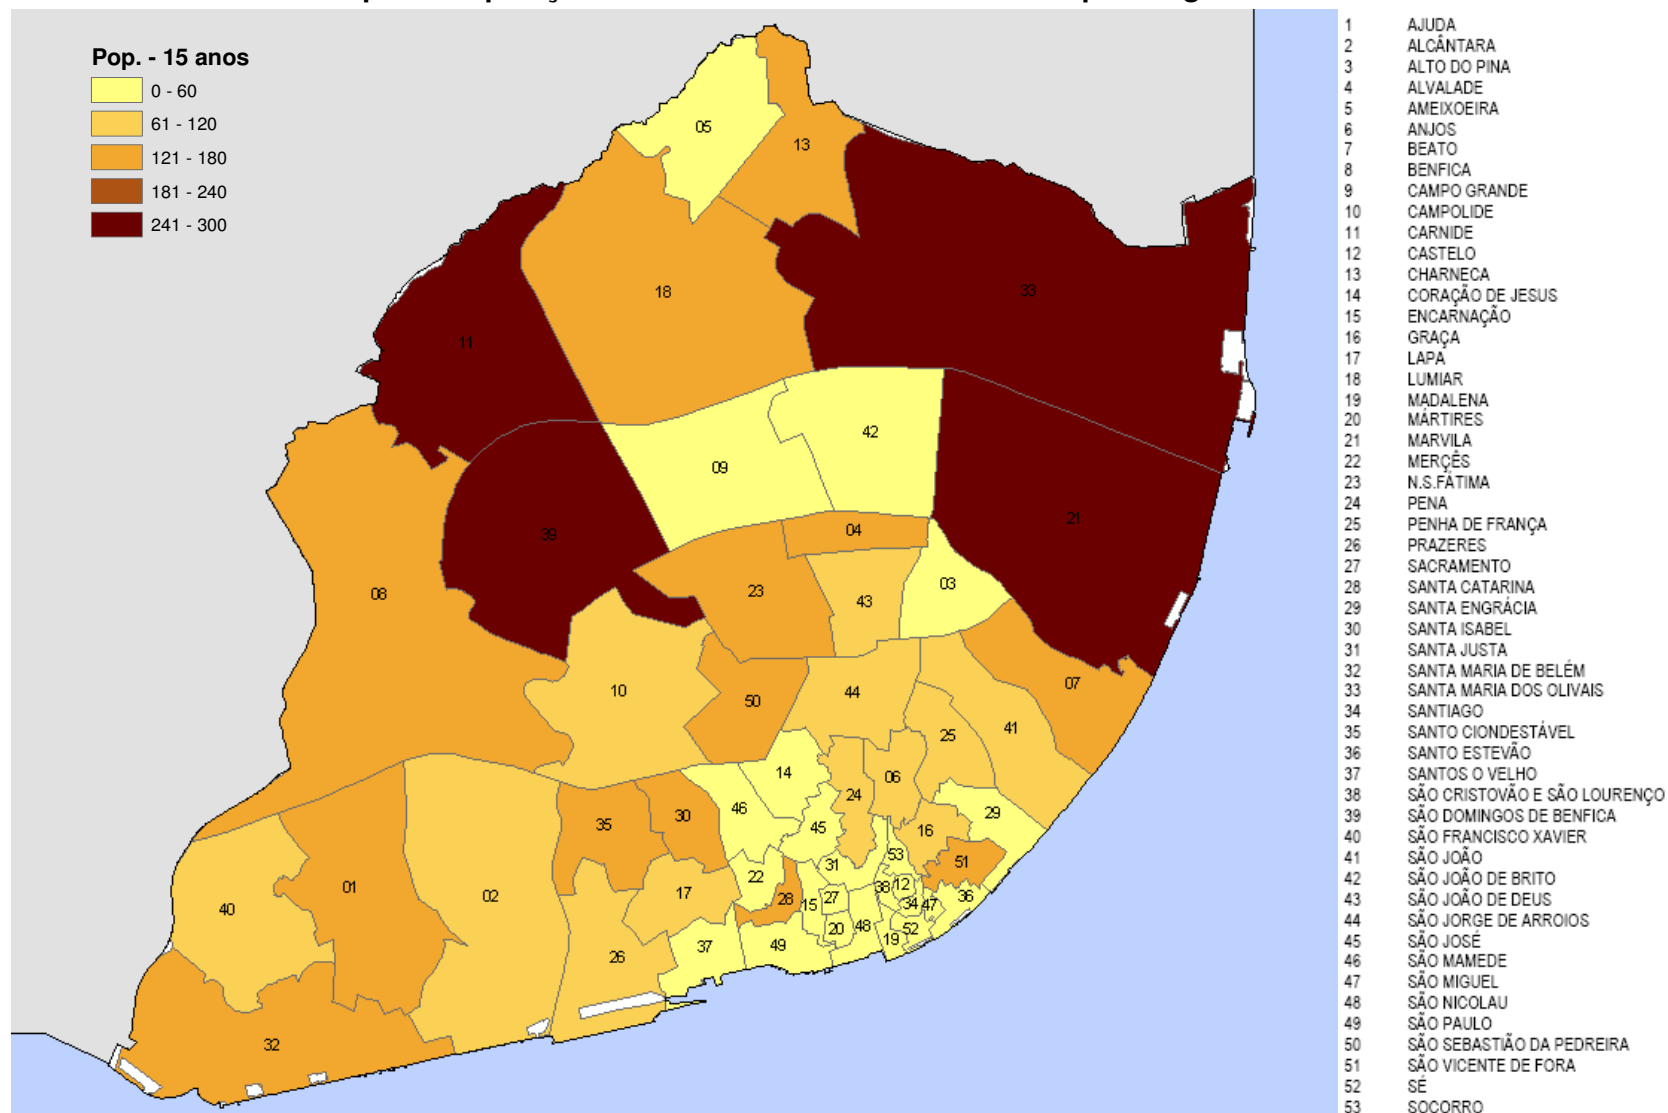 Pop. - 15 anos
0 - 60
61 - 120
121 - 180
181 - 240
241 - 300
05
13
18
33
11
42
09
39
04
21
08
23
43
03
10
50
44
07
25
41
14
24
06
46
45
29
35
30
16
53
51
31
22
01
02
17
28
27
38
12
36
40
15
34
47
20
48
52
37
49
19
26
32
1 AJUDA
2 ALCÂNTARA
3 ALTO DO PINA
4 ALVALADE
5 AMEIXOEIRA
6 ANJOS
7 BEATO
8 BENFICA
9 CAMPO GRANDE
10 CAMPOLIDE
11 CARNIDE
12 CASTELO
13 CHARNECA
14 CORAÇÃO DE JESUS
15 ENCARNAÇÃO
16 GRAÇA
17 LAPA
18 LUMIAR
19 MADALENA
20 MÁRTIRES
21 MARVILA
22 MERÇÊS
23 N.S.FÁTIMA
24 PENA
25 PENHA DE FRANÇA
26 PRAZERES
27 SACRAMENTO
28 SANTA CATARINA
29 SANTA ENGRÁCIA
30 SANTA ISABEL
31 SANTA JUSTA
32 SANTA MARIA DE BELÉM
33 SANTA MARIA DOS OLIVAIS
34 SANTIAGO
35 SANTO CIONDESTÁVEL
36 SANTO ESTEVÃO
37 SANTOS O VELHO
38 SÃO CRISTOVÃO E SÃO LOURENÇO
39 SÃO DOMINGOS DE BENFICA
40 SÃO FRANCISCO XAVIER
41 SÃO JOÃO
42 SÃO JOÃO DE BRITO
43 SÃO JOÃO DE DEUS
44 SÃO JORGE DE ARROIOS
45 SÃO JOSÉ
46 SÃO MAMEDE
47 SÃO MIGUEL
48 SÃO NICOLAU
49 SÃO PAULO
50 SÃO SEBASTIÃO DA PEDREIRA
51 SÃO VICENTE DE FORA
52 SÉ
53 SOCORRO